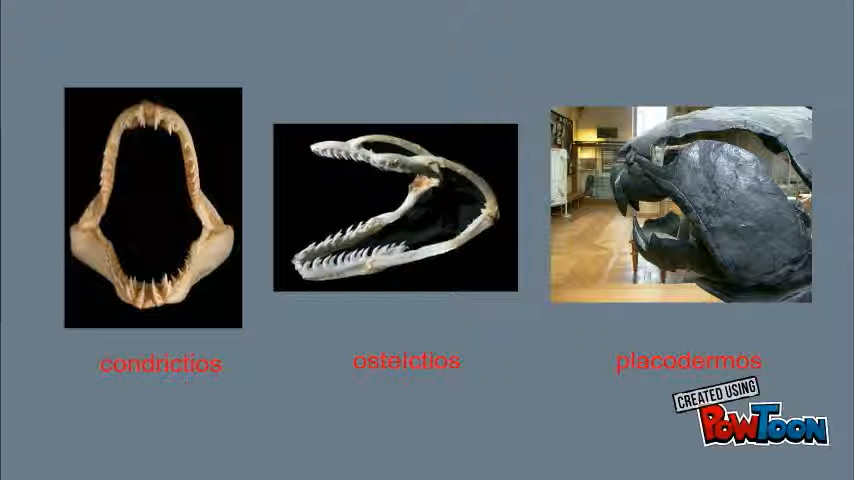 condrictios
osteictios
placodermos
CREATED USING
POWTOON